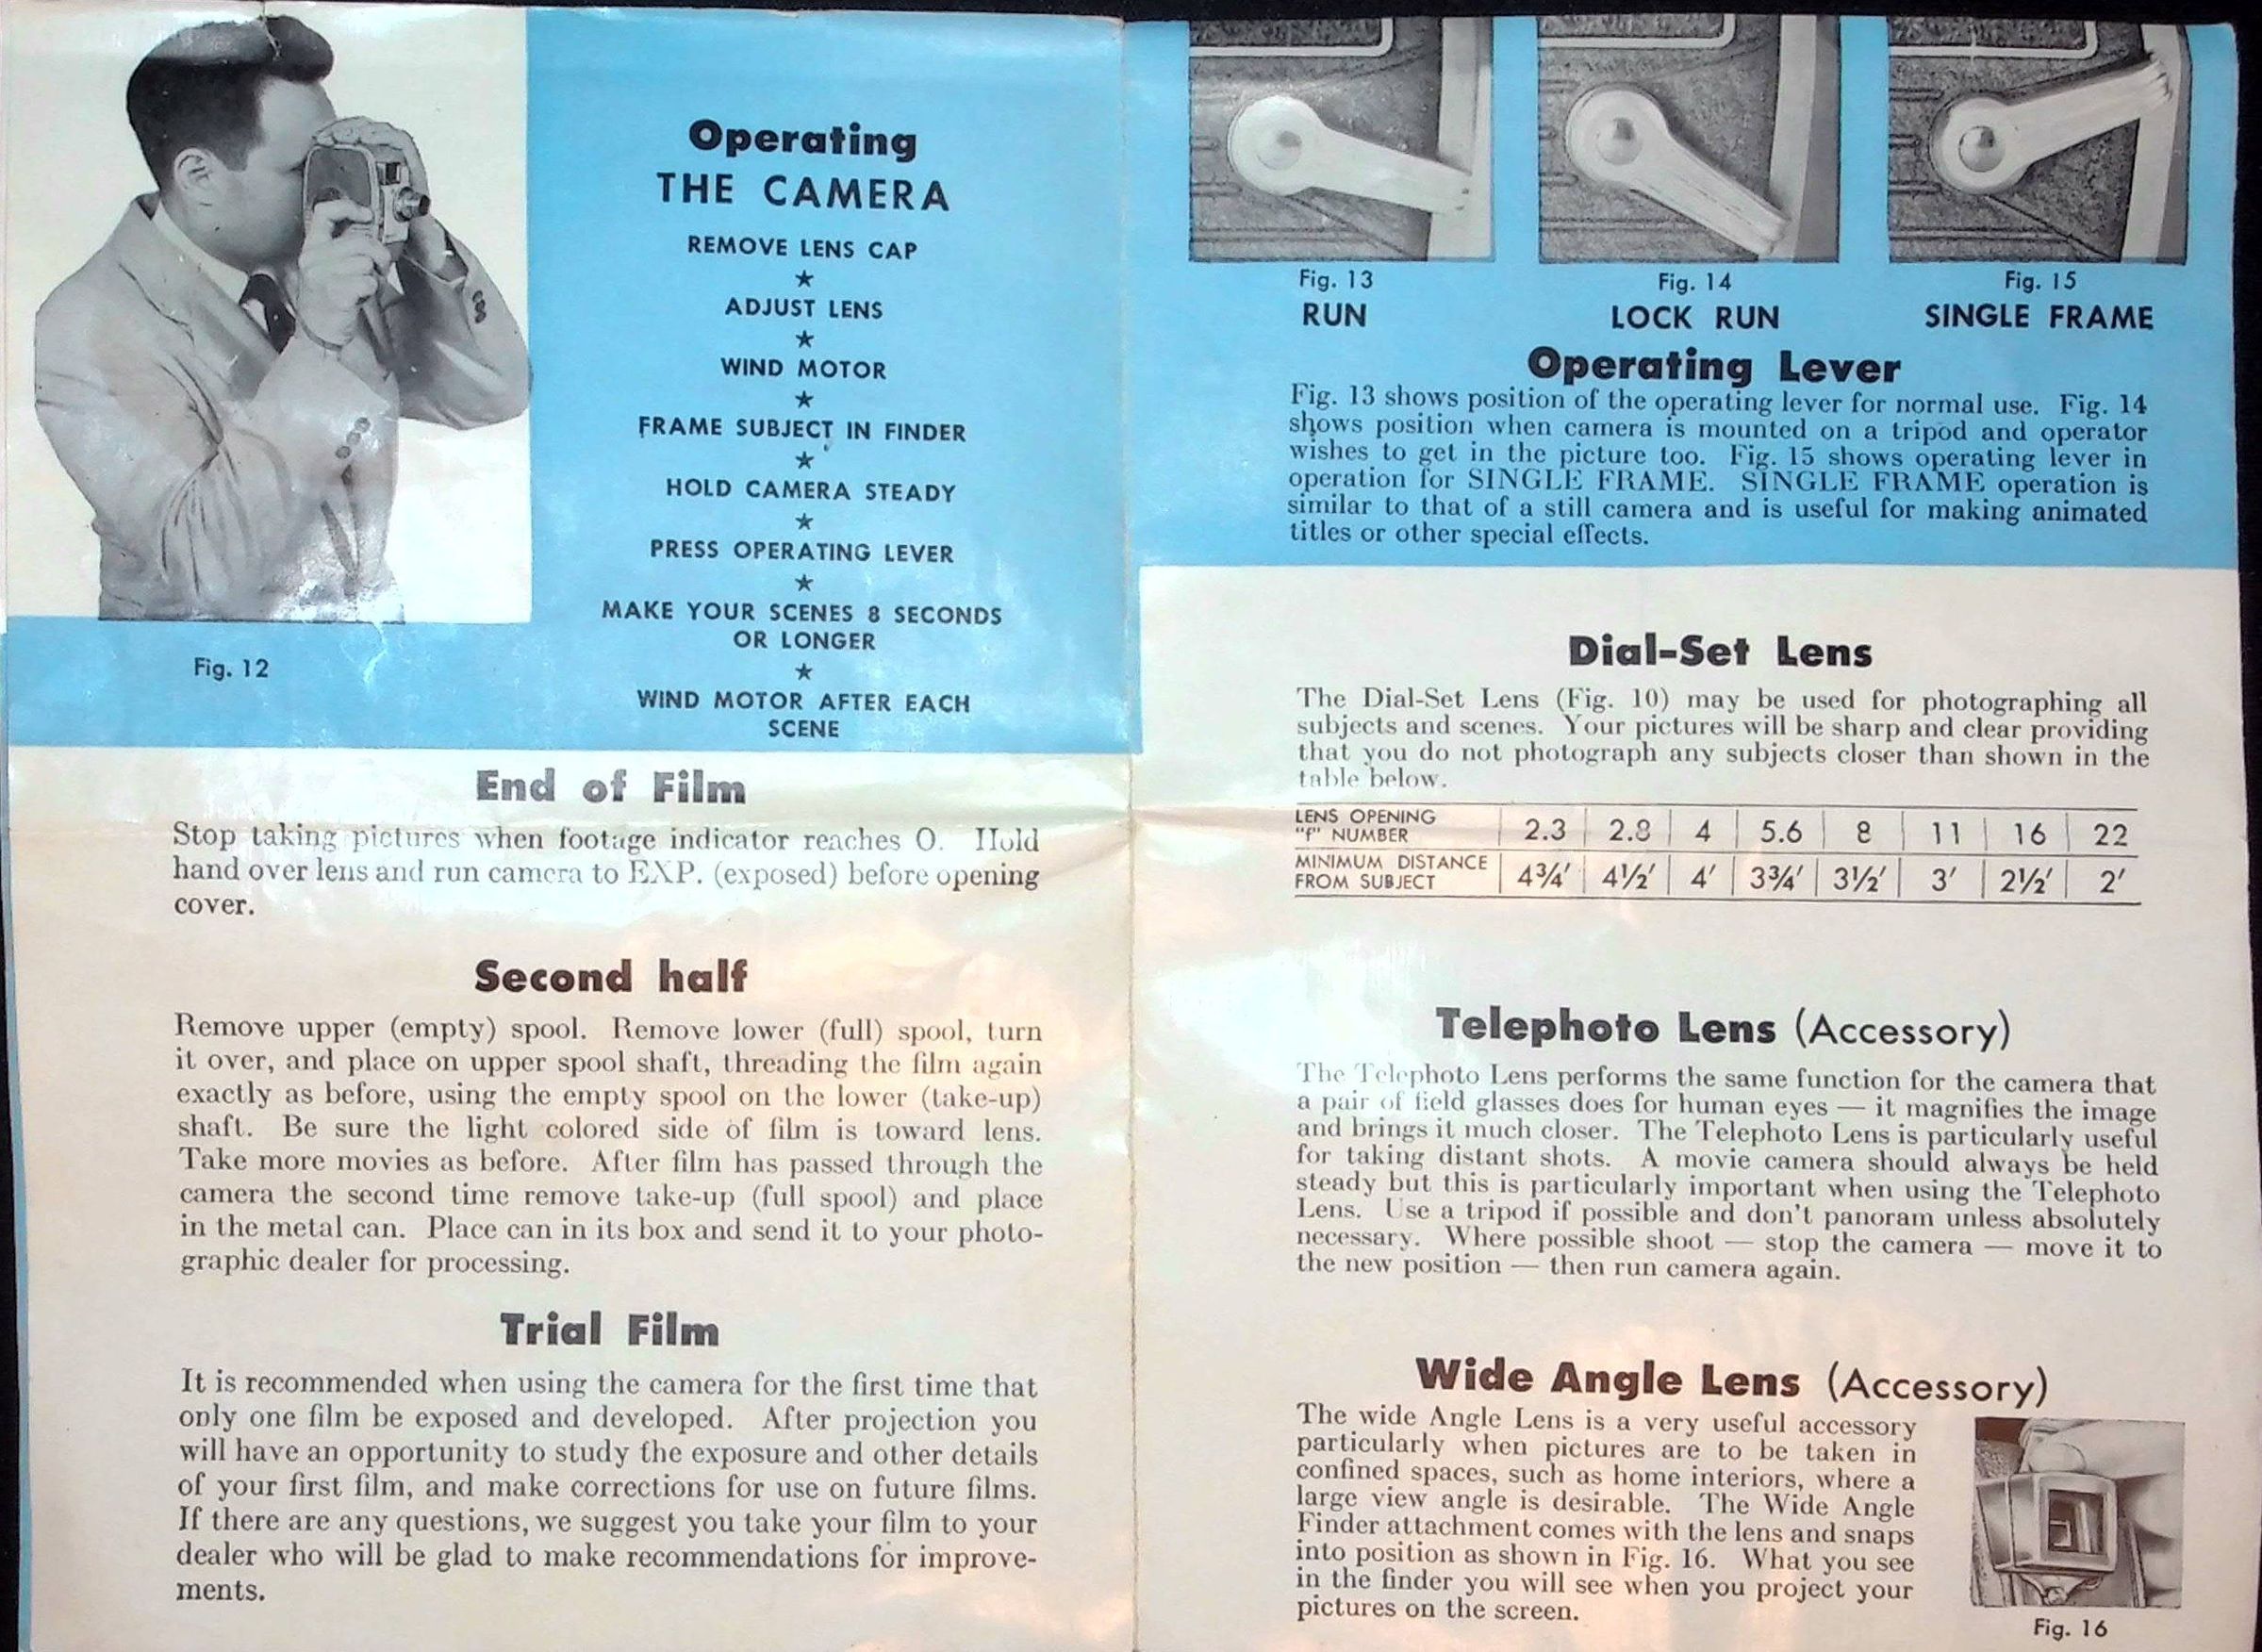 Operating
THE CAMERA
REMOVE LENS CAP
★
ADJUST LENS
★
WIND MOTOR
★
FRAME SUBJECT IN FINDER
★
HOLD CAMERA STEADY
★
PRESS OPERATING LEVER
★
MAKE YOUR SCENES 8 SECONDS
OR LONGER
★
WIND MOTOR AFTER EACH
SCENE
Fig. 12
End of Film
Stop taking pictures when footage indicator reaches O. Hold
hand over lens and run camera to EXP. (exposed) before opening
cover.
Second half
Remove upper (empty) spool. Remove lower (full) spool, turn
it over, and place on upper spool shaft, threading the film again
exactly as before, using the empty spool on the lower (take-up)
shaft. Be sure the light colored side of film is toward lens.
Take more movies as before. After film has passed through the
camera the second time remove take-up (full spool) and place
in the metal can. Place can in its box and send it to your photo-
graphic dealer for processing.
Trial Film
It is recommended when using the camera for the first time that
only one film be exposed and developed. After projection you
will have an opportunity to study the exposure and other details
of your first film, and make corrections for use on future films.
If there are any questions, we suggest you take your film to your
dealer who will be glad to make recommendations for improve-
ments.
Fig. 13 Fig. 14 Fig. 15
RUN LOCK RUN SINGLE FRAME
Operating Lever
Fig. 13 shows position of the operating lever for normal use. Fig. 14
shows position when camera is mounted on a tripod and operator
wishes to get in the picture too. Fig. 15 shows operating lever in
operation for SINGLE FRAME. SINGLE FRAME operation is
similar to that of a still camera and is useful for making animated
titles or other special effects.
Dial-Set Lens
The Dial-Set Lens (Fig. 10) may be used for photographing all
subjects and scenes. Your pictures will be sharp and clear providing
that you do not photograph any subjects closer than shown in the
table below.
LENS OPENING
"f" NUMBER 2.3 2.8 4 5.6 8 11 16 22
MINIMUM DISTANCE
FROM SUBJECT 4¾' 4½' 4' 3¾' 3½' 3' 2½' 2'
Telephoto Lens (Accessory)
The Telephoto Lens performs the same function for the camera that
a pair of field glasses does for human eyes — it magnifies the image
and brings it much closer. The Telephoto Lens is particularly useful
for taking distant shots. A movie camera should always be held
steady but this is particularly important when using the Telephoto
Lens. Use a tripod if possible and don't panoram unless absolutely
necessary. Where possible shoot — stop the camera — move it to
the new position — then run camera again.
Wide Angle Lens (Accessory)
The wide Angle Lens is a very useful accessory
particularly when pictures are to be taken in
confined spaces, such as home interiors, where a
large view angle is desirable. The Wide Angle
Finder attachment comes with the lens and snaps
into position as shown in Fig. 16. What you see
in the finder you will see when you project your
pictures on the screen.
Fig. 16